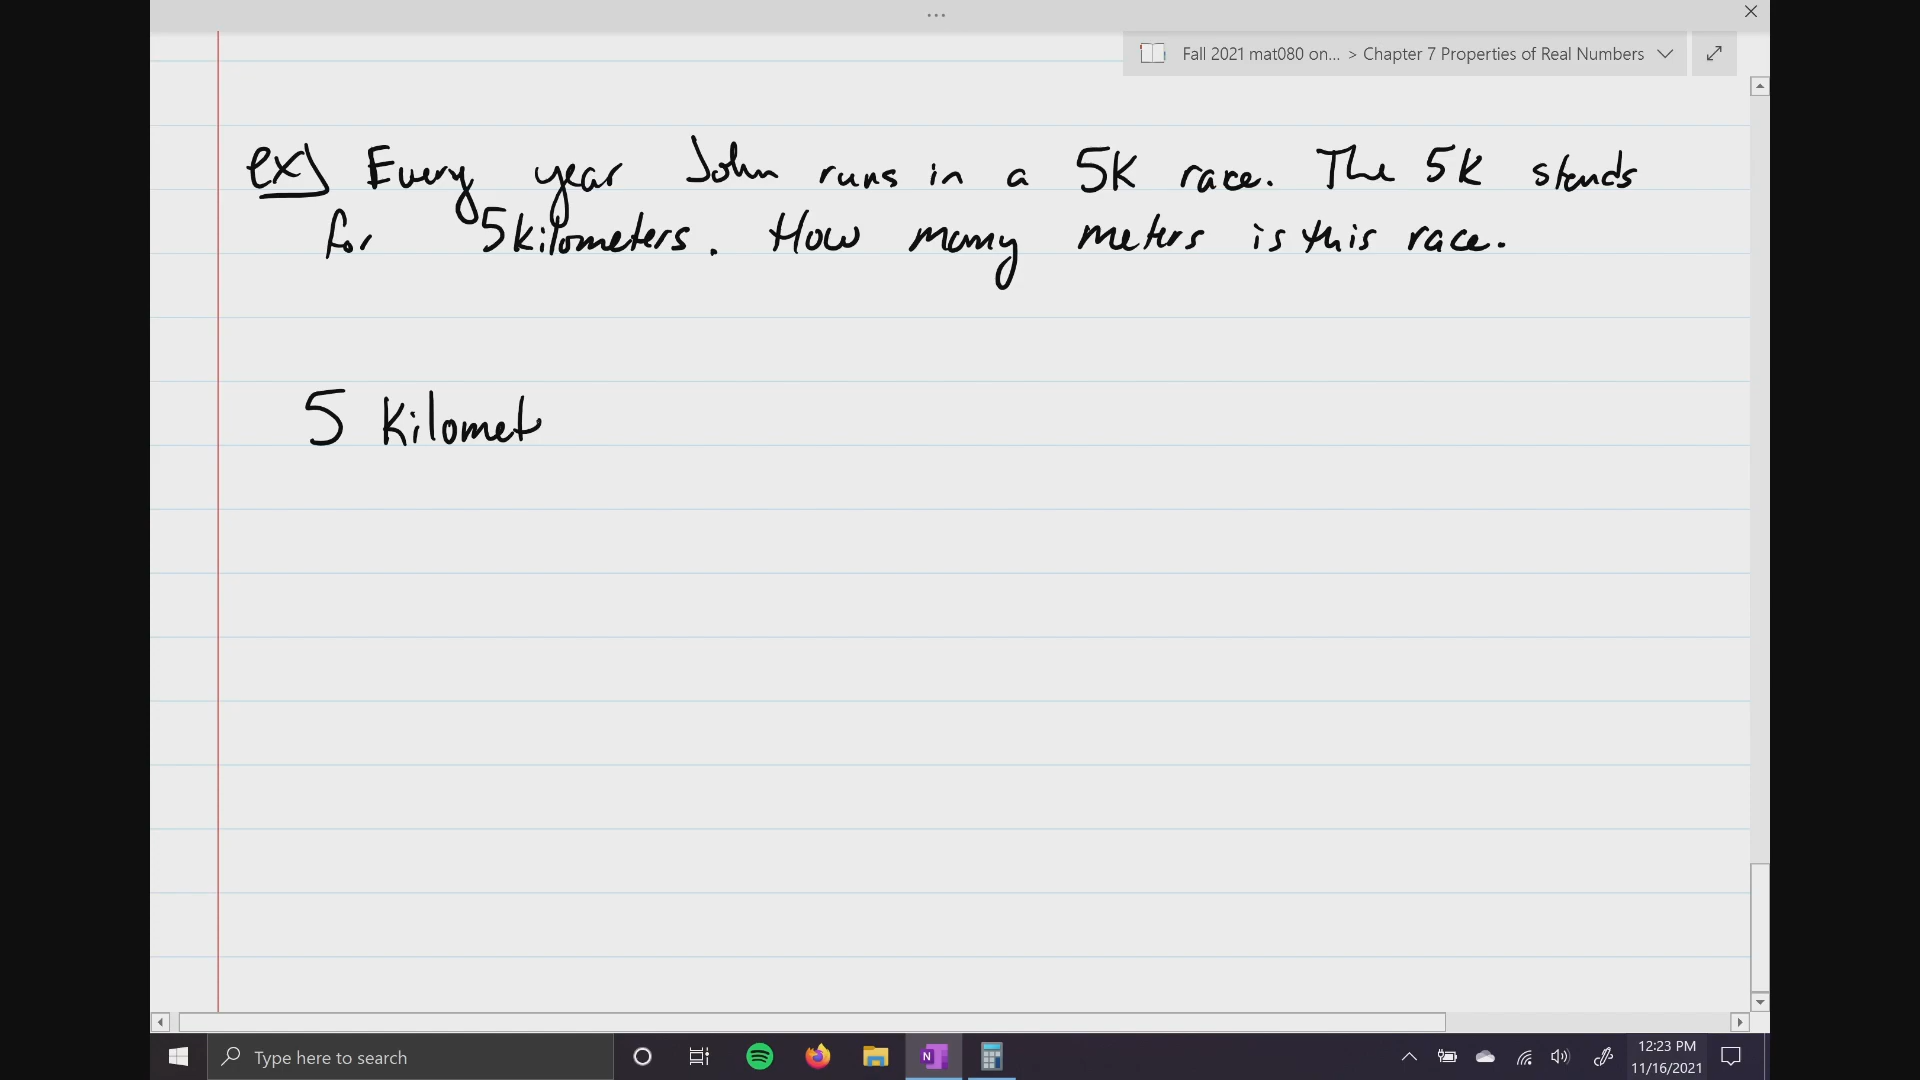 ...
Fall 2021 mat080 on... > Chapter 7 Properties of Real Numbers
ex) Every year John runs in a 5K race. The 5K stands
for 5kilometers. How many meters is this race.
5 Kilomet
Type here to search
N
12:23 PM
11/16/2021